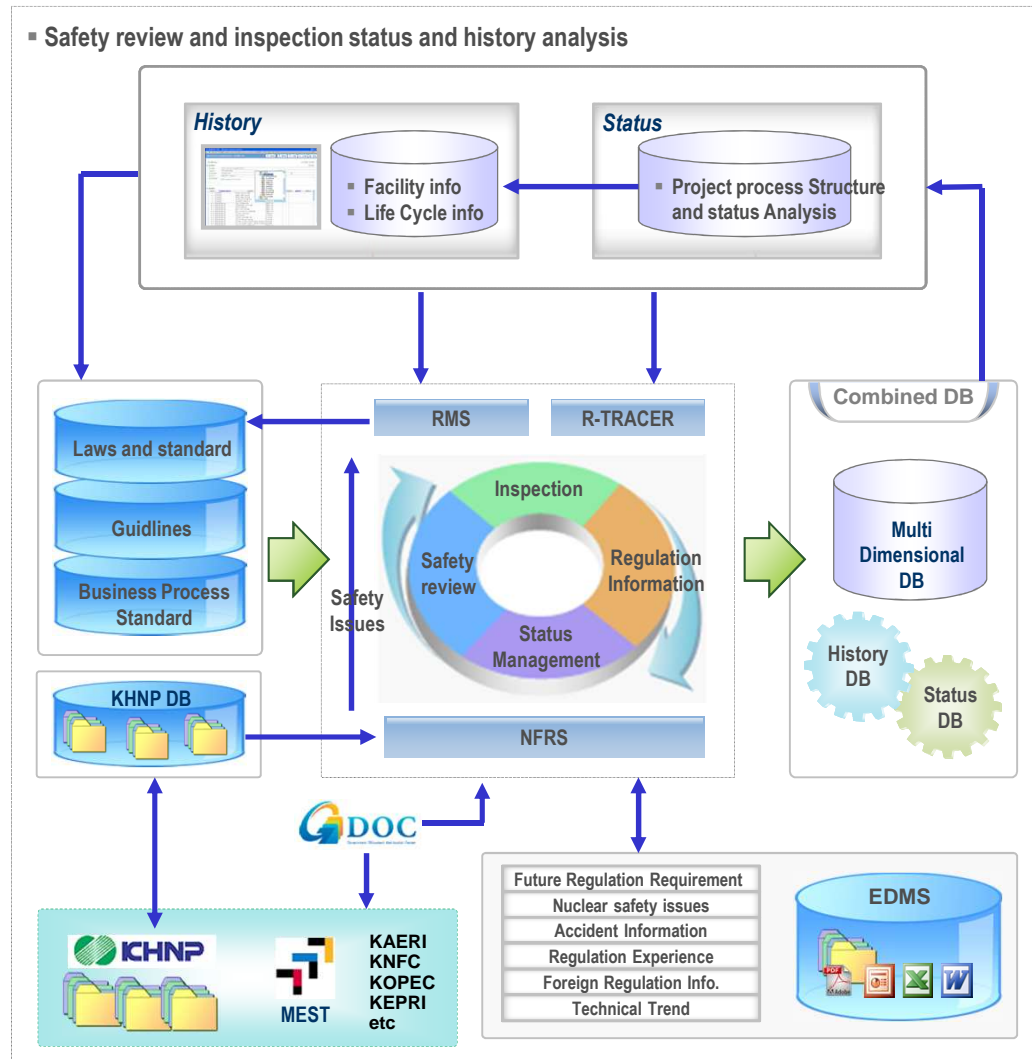 ▪ Safety review and inspection status and history analysis
History
Status
▪ Facility info
▪ Life Cycle info
▪ Project process Structure
and status Analysis
Combined DB
RMS
R-TRACER
Laws and standard
Guidlines
Business Process
Standard
Inspection
Safety
review
Regulation
Information
Status
Management
Safety
Issues
Multi
Dimensional
DB
History
DB
Status
DB
KHNP DB
NFRS
GDOC
KHNP
MEST
KAERI
KNFC
KOPEC
KEPRI
etc
Future Regulation Requirement
Nuclear safety issues
Accident Information
Regulation Experience
Foreign Regulation Info.
Technical Trend
EDMS
PDF
Adobe